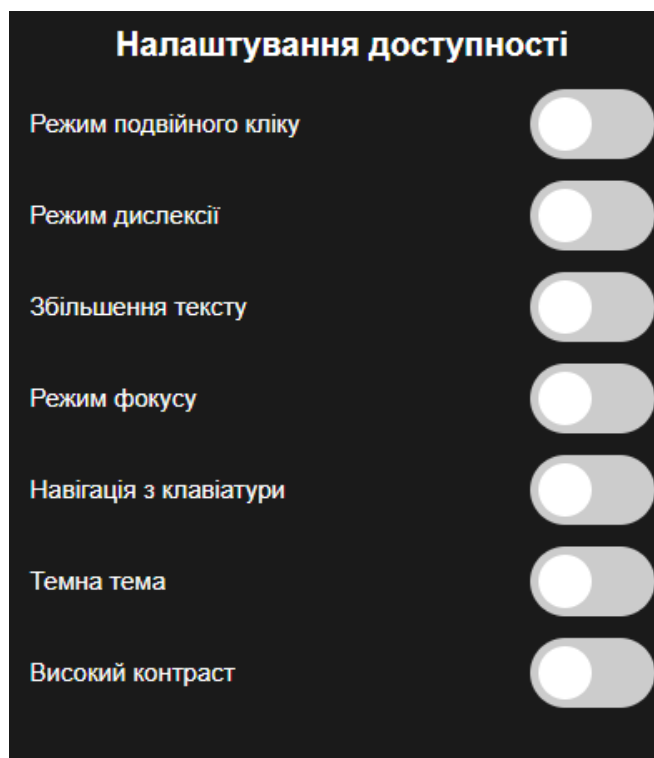 Налаштування доступності
Режим подвійного кліку
Режим дислексії
Збільшення тексту
Режим фокусу
Навігація з клавіатури
Темна тема
Високий контраст